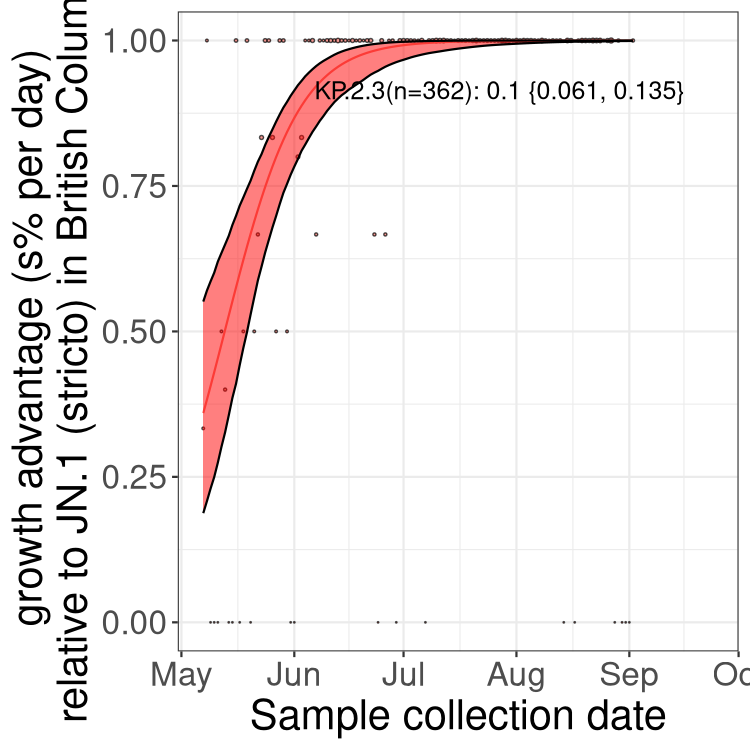 growth advantage (s% per day)
relative to JN.1 (stricto) in British Colum
1.00
0.75
0.50
0.25
0.00
KP.2.3(n=362): 0.1 {0.061, 0.135}
May Jun Jul Aug Sep Oc
Sample collection date